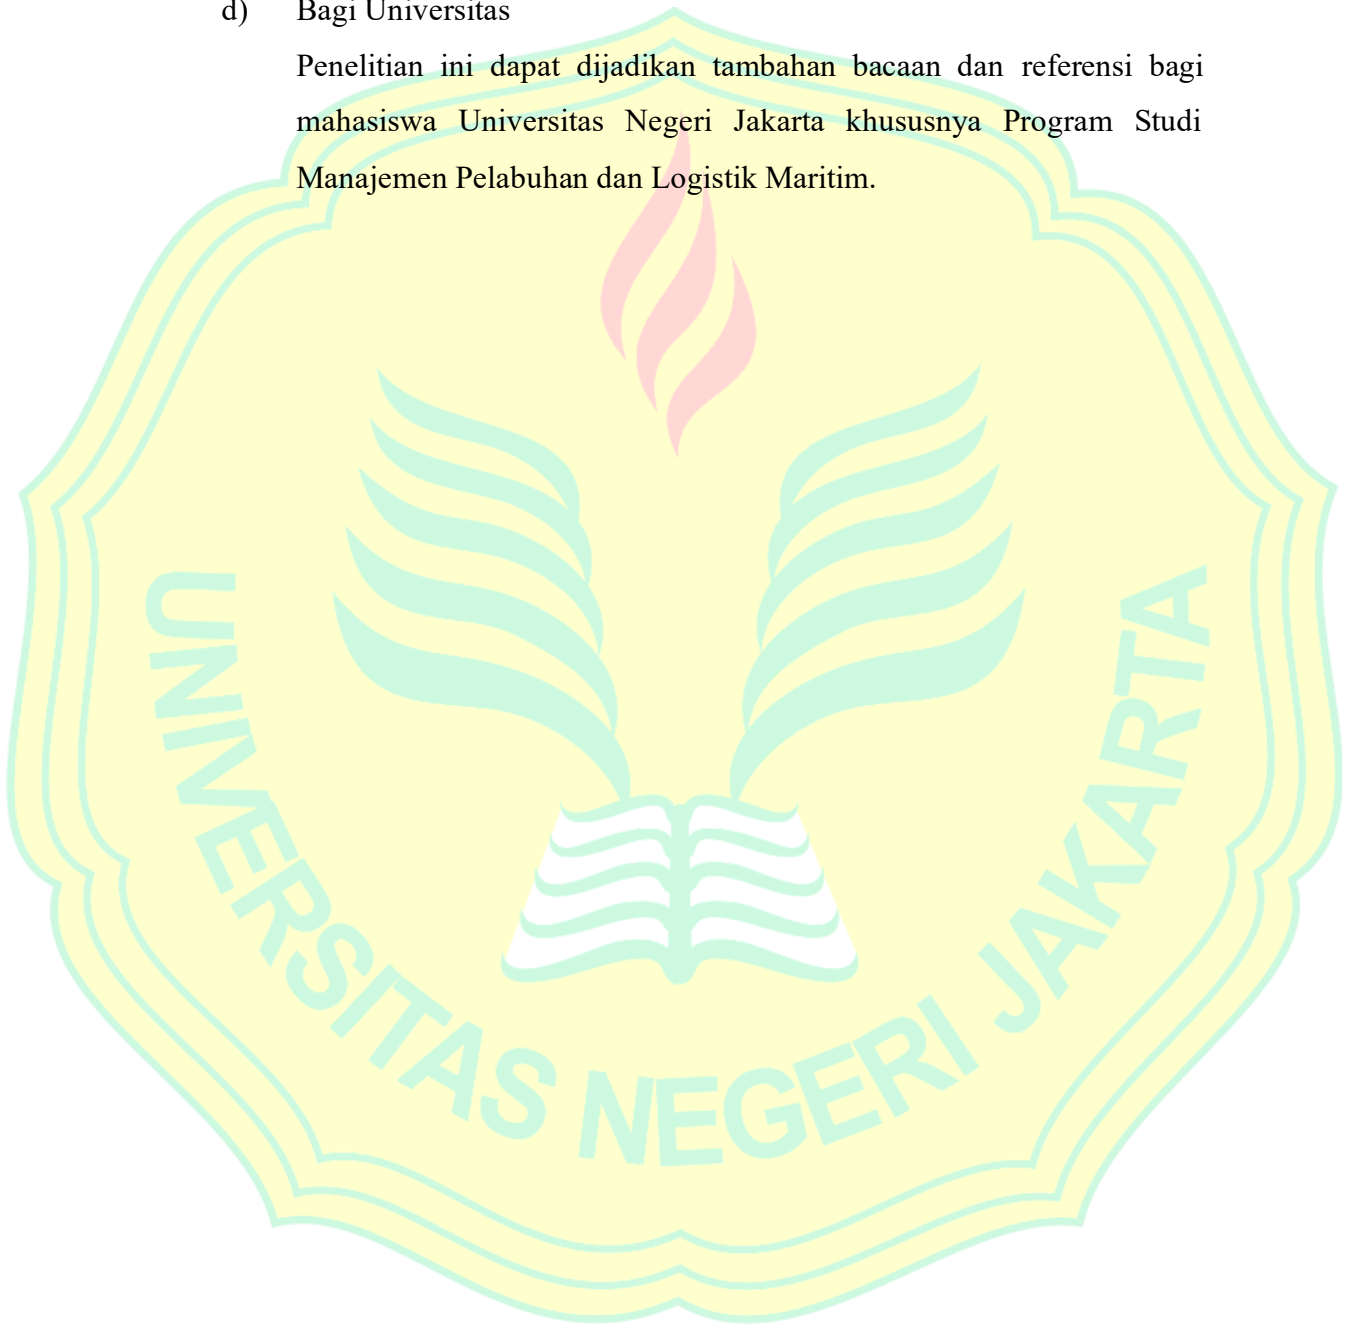 d) Bagi Universitas
Penelitian ini dapat dijadikan tambahan bacaan dan referensi bagi
mahasiswa Universitas Negeri Jakarta khususnya Program Studi
Manajemen Pelabuhan dan Logistik Maritim.
UNIVERSITAS NEGERI JAKARTA